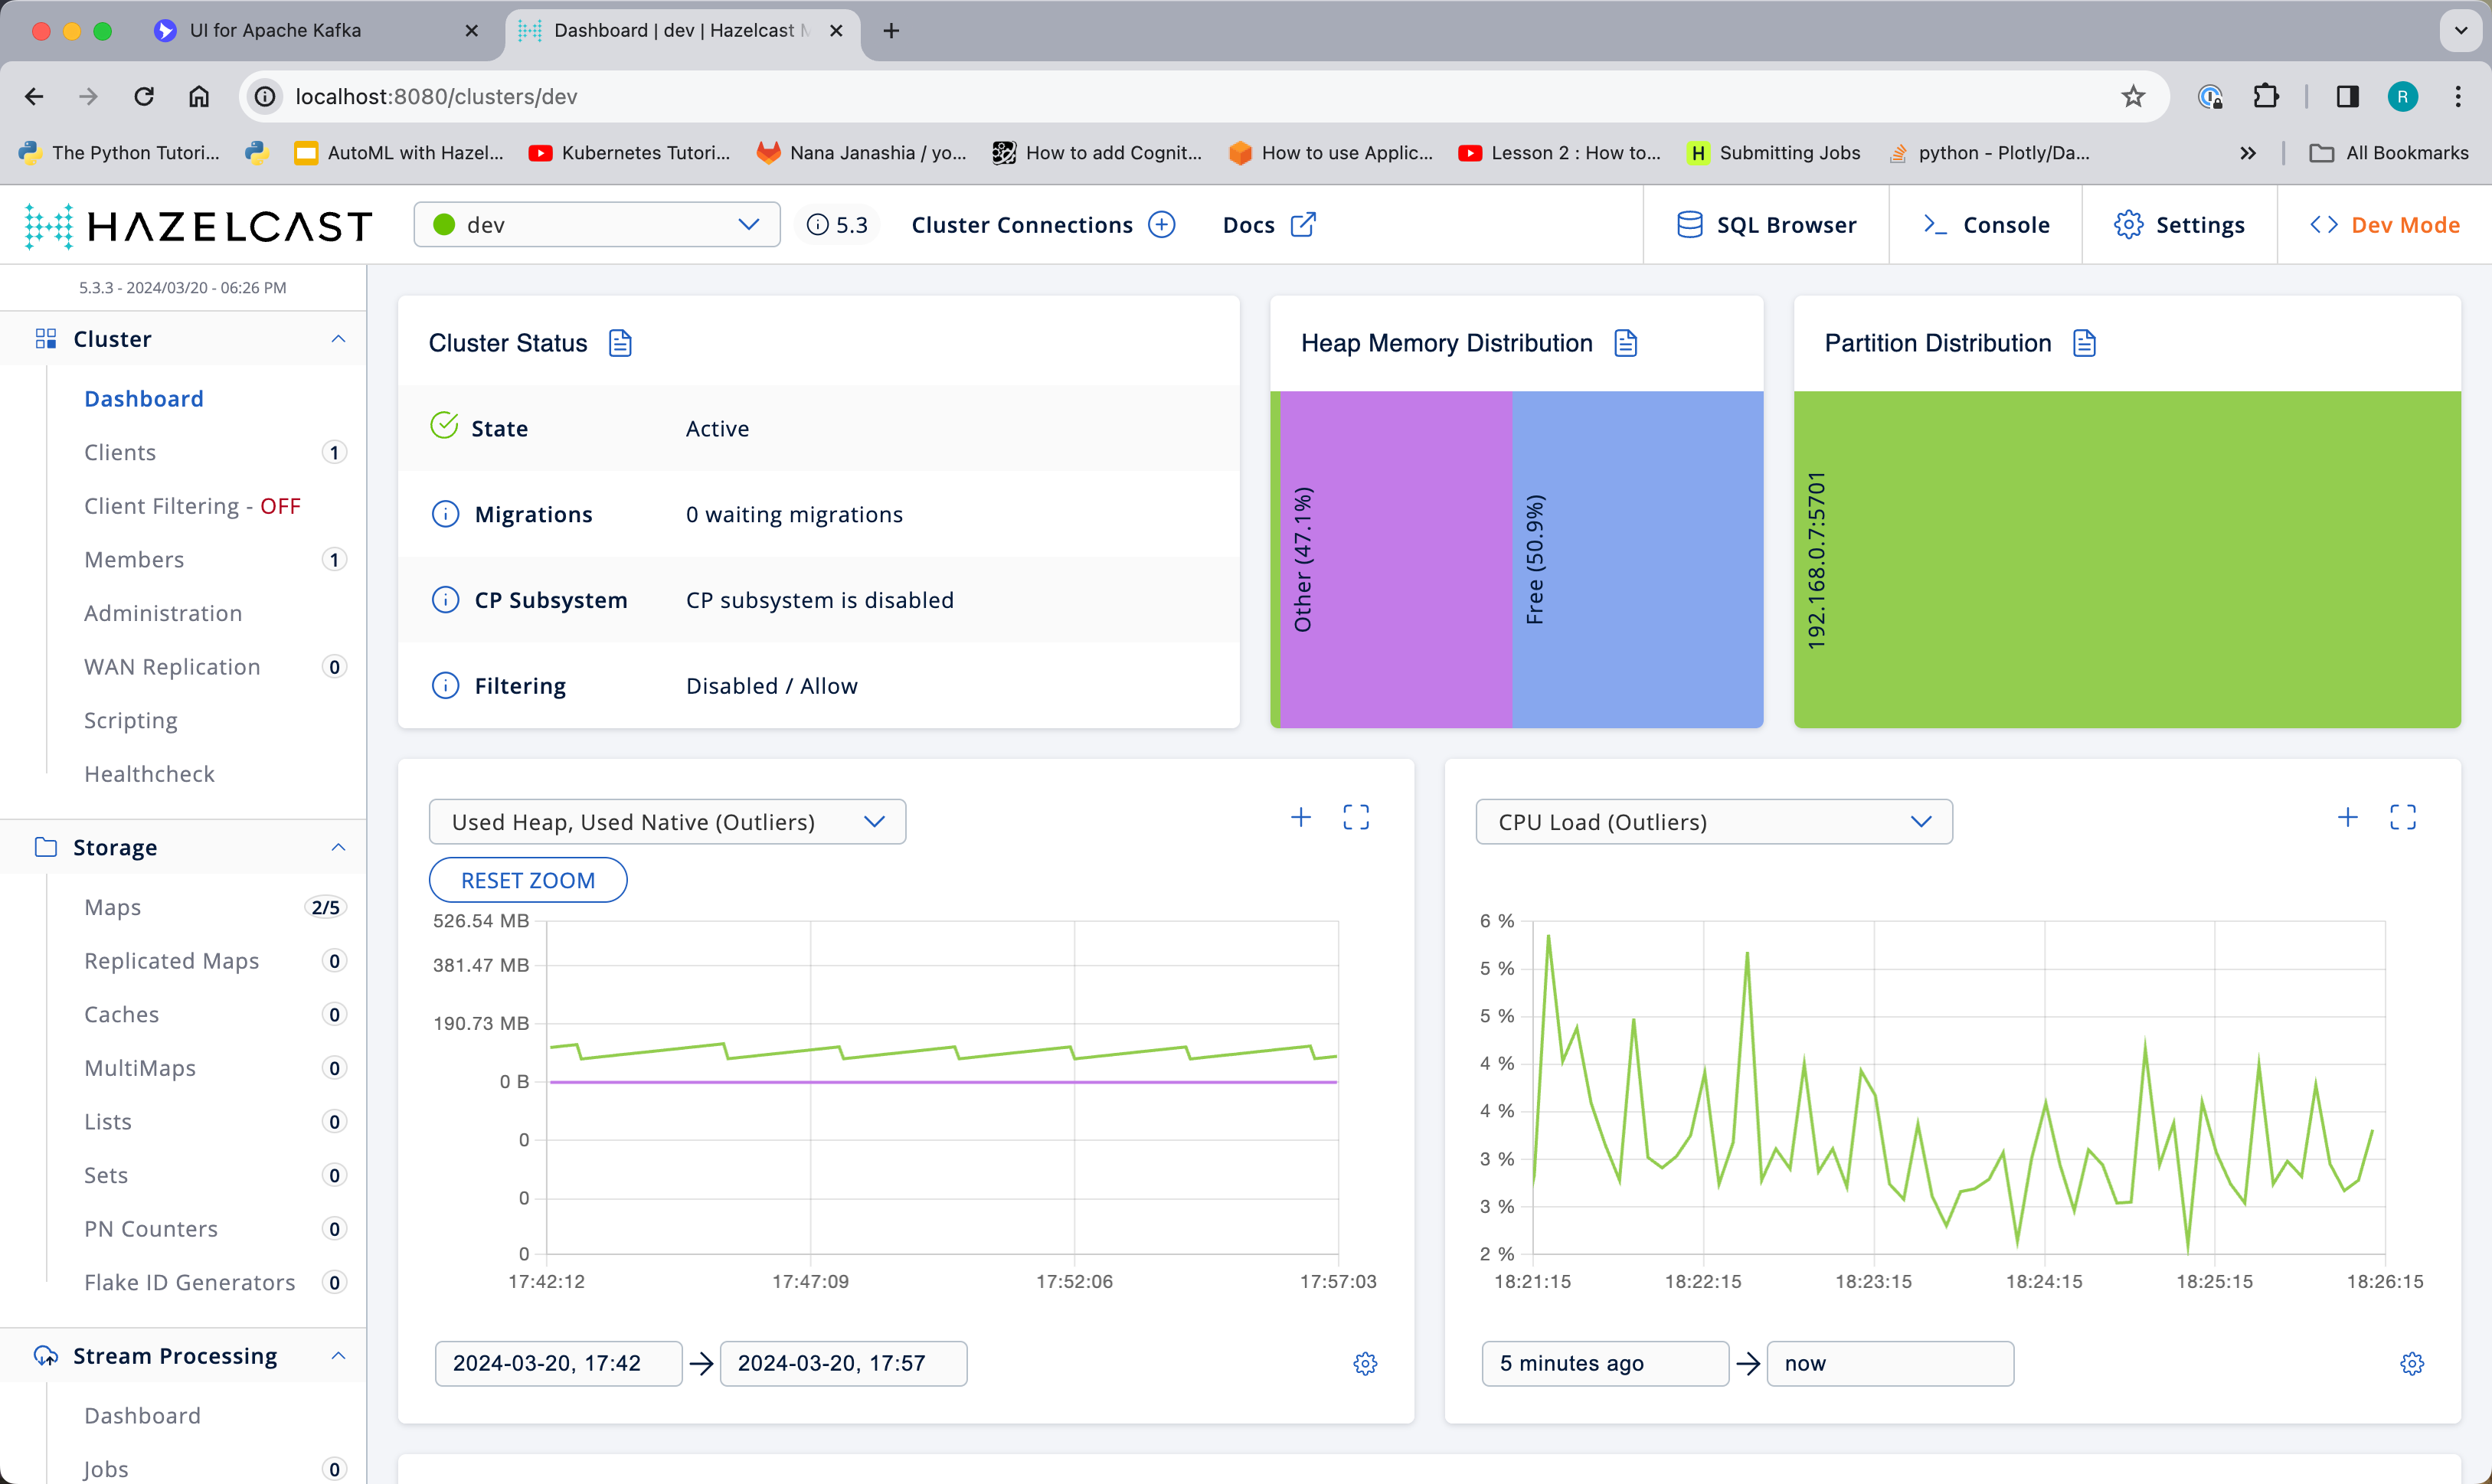 UI for Apache Kafka
Dashboard | dev | Hazelcast
localhost:8080/clusters/dev
R
The Python Tutori...
AutoML with Hazel...
Kubernetes Tutori...
Nana Janashia / yo...
How to add Cognit...
How to use Applic...
Lesson 2 : How to...
H Submitting Jobs
python - Plotly/Da...
All Bookmarks
HAZELCAST
dev
5.3
Cluster Connections
Docs
SQL Browser
Console
Settings
Dev Mode
5.3.3 - 2024/03/20 - 06:26 PM
Cluster
Dashboard
Clients 1
Client Filtering - OFF
Members 1
Administration
WAN Replication 0
Scripting
Healthcheck
Storage
Maps 2/5
Replicated Maps 0
Caches 0
MultiMaps 0
Lists 0
Sets 0
PN Counters 0
Flake ID Generators 0
Stream Processing
Dashboard
Jobs 0
Cluster Status
State Active
Migrations 0 waiting migrations
CP Subsystem CP subsystem is disabled
Filtering Disabled / Allow
Heap Memory Distribution
Other (47.1%)
Free (50.9%)
Partition Distribution
192.168.0.7:5701
Used Heap, Used Native (Outliers)
RESET ZOOM
526.54 MB
381.47 MB
190.73 MB
0 B
0
0
0
17:42:12 17:47:09 17:52:06 17:57:03
2024-03-20, 17:42
2024-03-20, 17:57
CPU Load (Outliers)
6 %
5 %
5 %
4 %
4 %
3 %
3 %
2 %
18:21:15 18:22:15 18:23:15 18:24:15 18:25:15 18:26:15
5 minutes ago
now